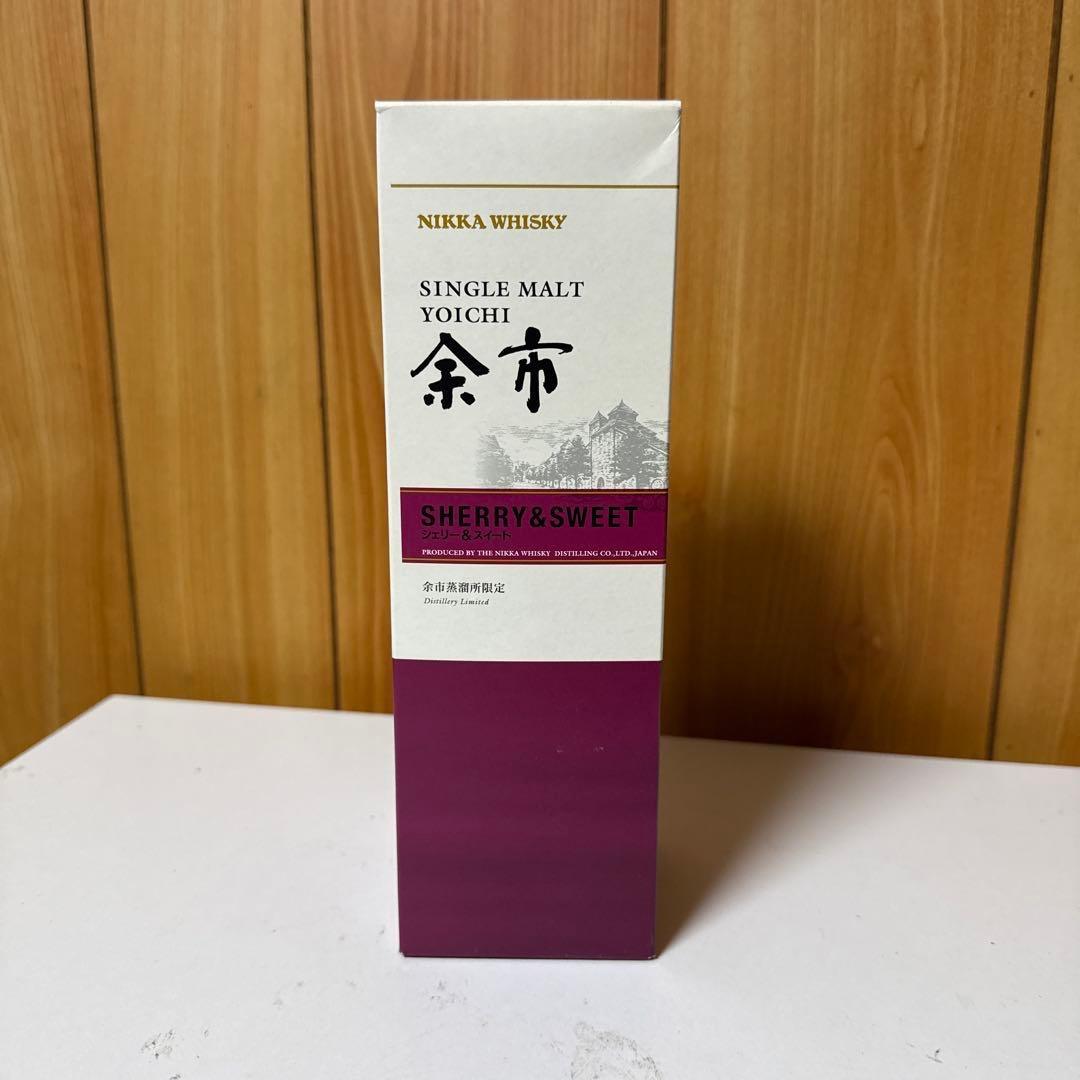 NIKKA WHISKY
SINGLE MALT
YOICHI
余市
SHERRY&SWEET
シェリー&スイート
PRODUCED BY THE NIKKA WHISKY DISTILLING CO.,LTD.,JAPAN
余市蒸溜所限定
Distillery Limited